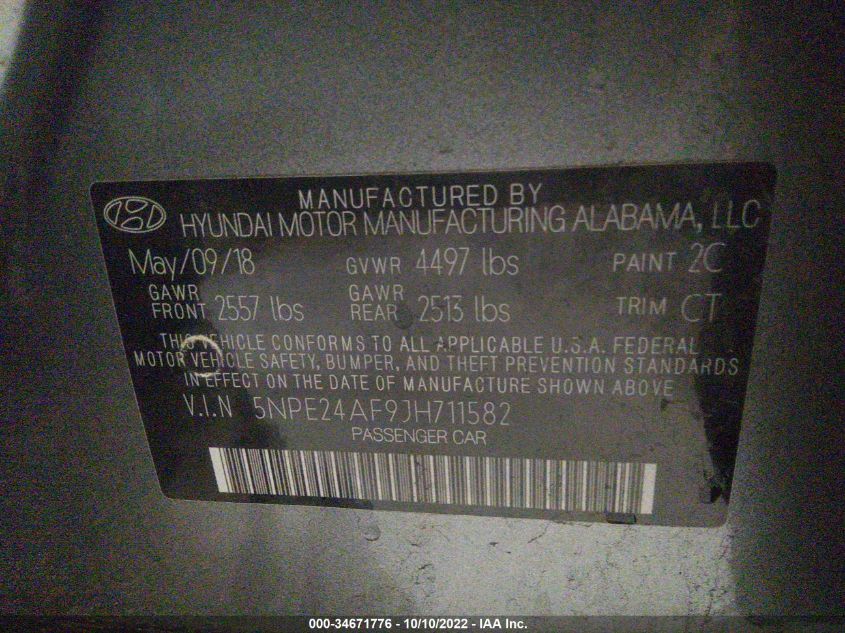 MANUFACTURED BY
HYUNDAI MOTOR MANUFACTURING ALABAMA, LLC
May/09/18 GVWR 4497 lbs PAINT 2C
GAWR FRONT 2557 lbs GAWR REAR 2513 lbs TRIM CT
THIS VEHICLE CONFORMS TO ALL APPLICABLE U.S.A. FEDERAL
MOTOR VEHICLE SAFETY, BUMPER, AND THEFT PREVENTION STANDARDS
IN EFFECT ON THE DATE OF MANUFACTURE SHOWN ABOVE
V.I.N 5NPE24AF9JH711582
PASSENGER CAR
000-34671776 - 10/10/2022 - IAA Inc.